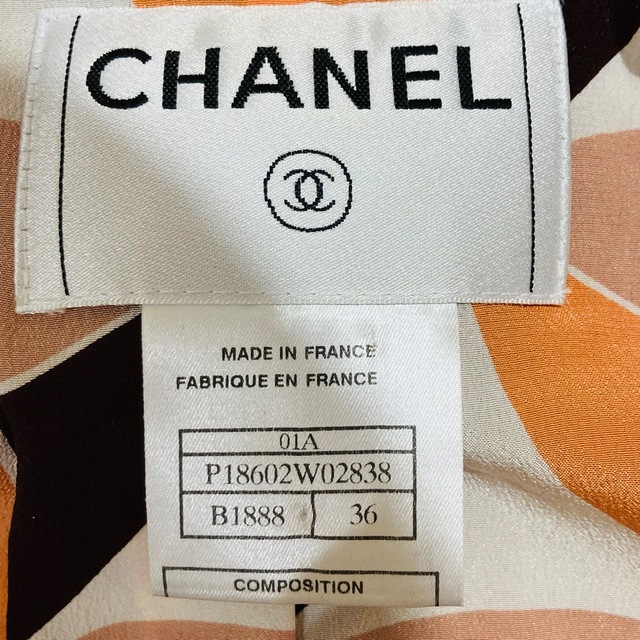 CHANEL
MADE IN FRANCE
FABRIQUE EN FRANCE
01A
P18602W02838
B1888 36
COMPOSITION